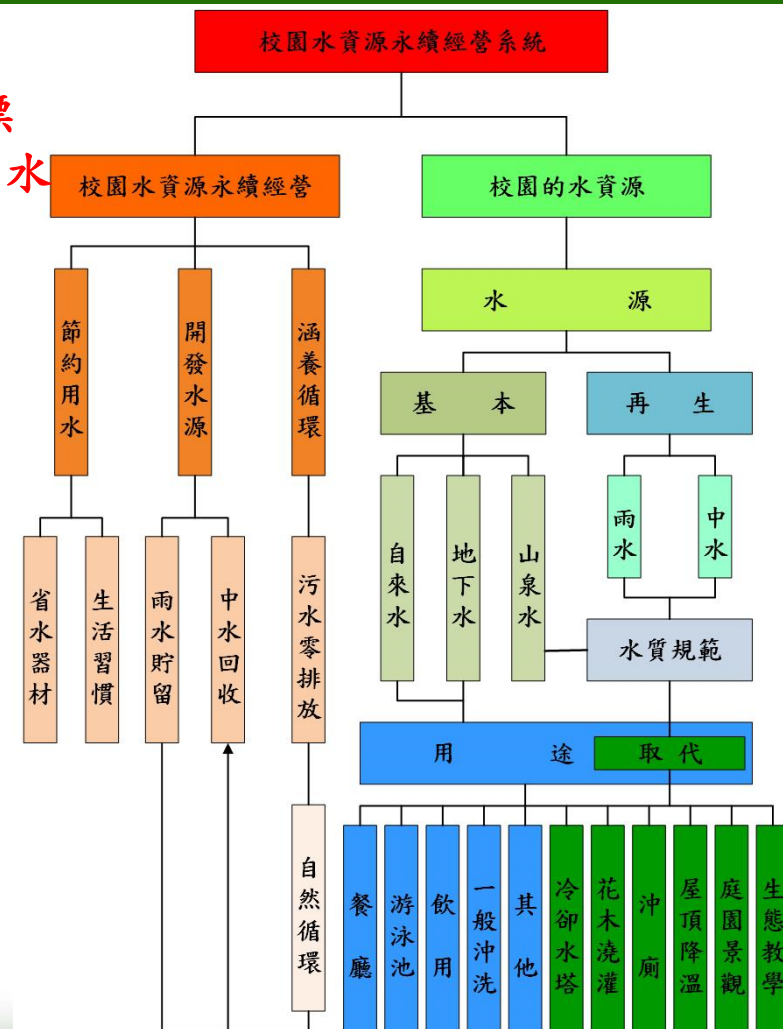 校園水資源永續經營系統
水
校園水資源永續經營
校園的水資源
節約用水
開發水源
涵養循環
水源
基本
再生
省水器材
生活習慣
雨水貯留
中水回收
污水零排放
自來水
地下水
山泉水
雨水
中水
水質規範
用途
取代
自然循環
餐廳
游泳池
飲用
一般沖洗
其他
冷卻水塔
花木澆灌
沖廁
屋頂降溫
庭園景觀
生態教學